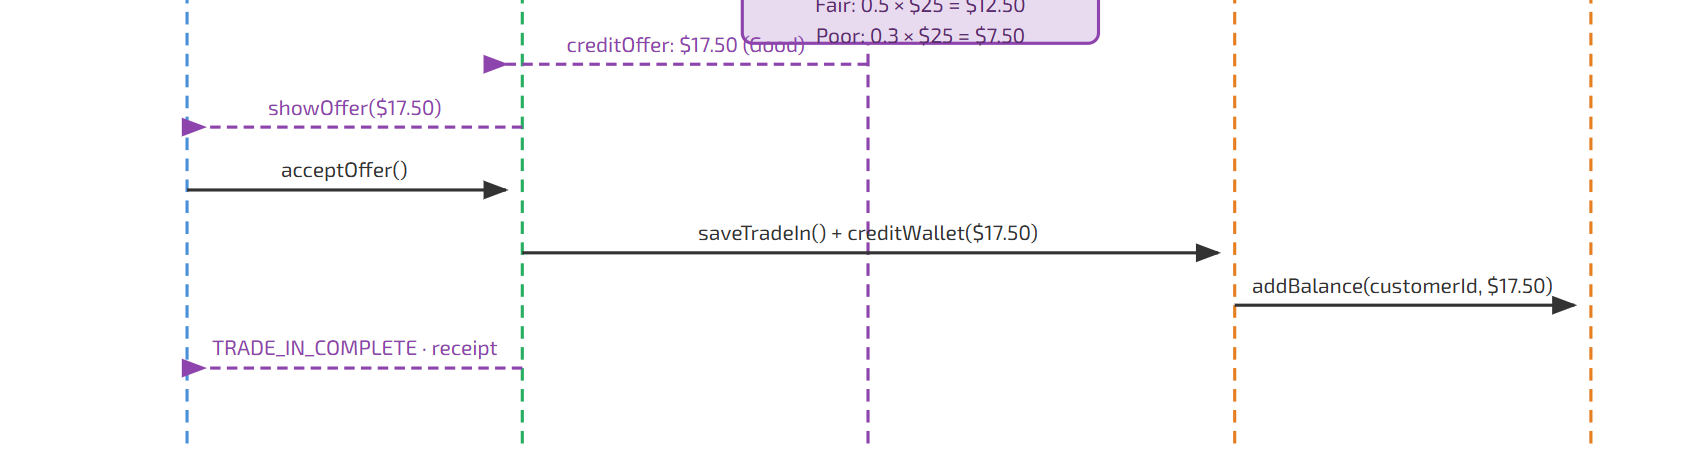 Fair: 0.5 × $25 = $12.50
Poor: 0.3 × $25 = $7.50
creditOffer: $17.50 (Good)
showOffer($17.50)
acceptOffer()
saveTradeIn() + creditWallet($17.50)
addBalance(customerId, $17.50)
TRADE_IN_COMPLETE · receipt